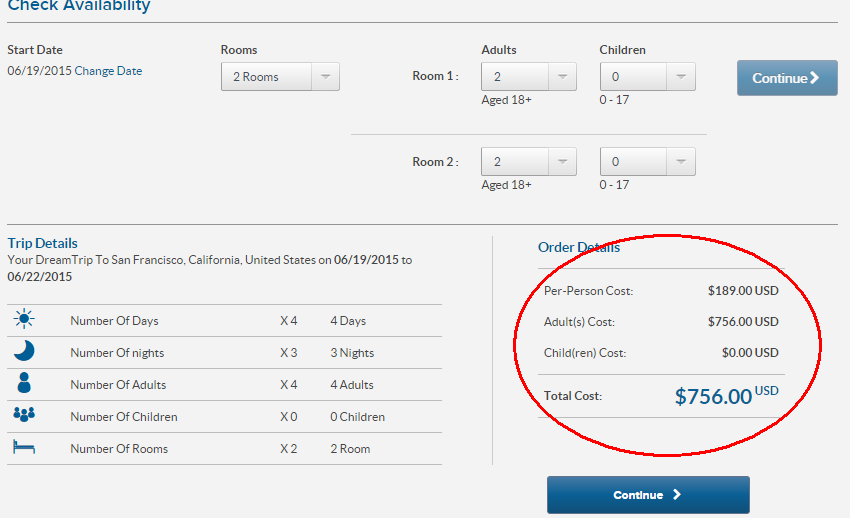 Check Availability
Start Date
06/19/2015 Change Date
Rooms
2 Rooms
Adults
Children
Room 1 :
2
0
Continue
Aged 18+
0 - 17
Room 2 :
2
0
Aged 18+
0 - 17
Trip Details
Your DreamTrip To San Francisco, California, United States on 06/19/2015 to
06/22/2015
Number Of Days X 4 4 Days
Number Of nights X 3 3 Nights
Number Of Adults X 4 4 Adults
Number Of Children X 0 0 Children
Number Of Rooms X 2 2 Room
Order Details
Per-Person Cost: $189.00 USD
Adult(s) Cost: $756.00 USD
Child(ren) Cost: $0.00 USD
Total Cost: $756.00 USD
Continue